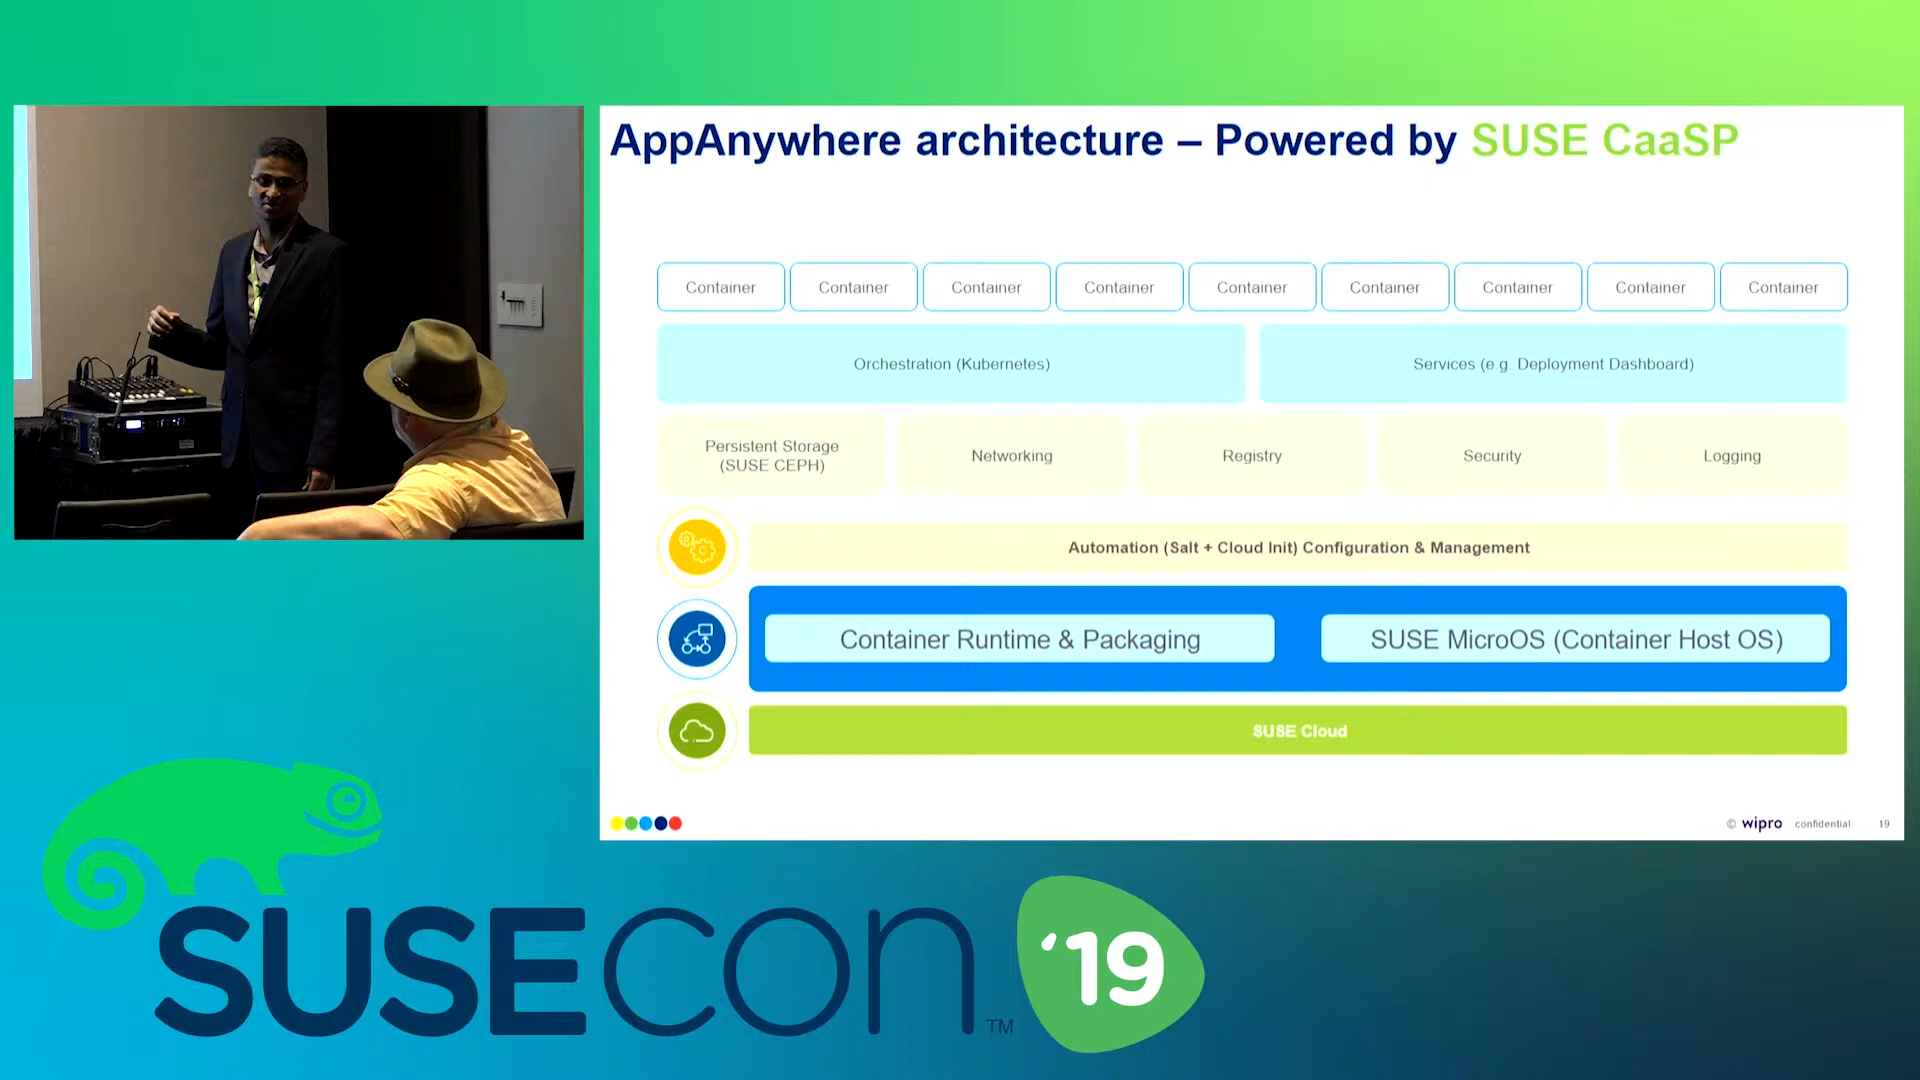 AppAnywhere architecture – Powered by SUSE CaaSP
Container Container Container Container Container Container Container Container Container
Orchestration (Kubernetes) Services (e.g. Deployment Dashboard)
Persistent Storage
(SUSE CEPH)
Networking Registry Security Logging
Automation (Salt + Cloud Init) Configuration & Management
Container Runtime & Packaging SUSE MicroOS (Container Host OS)
SUSE Cloud
© wipro confidential 19
SUSECON™ '19